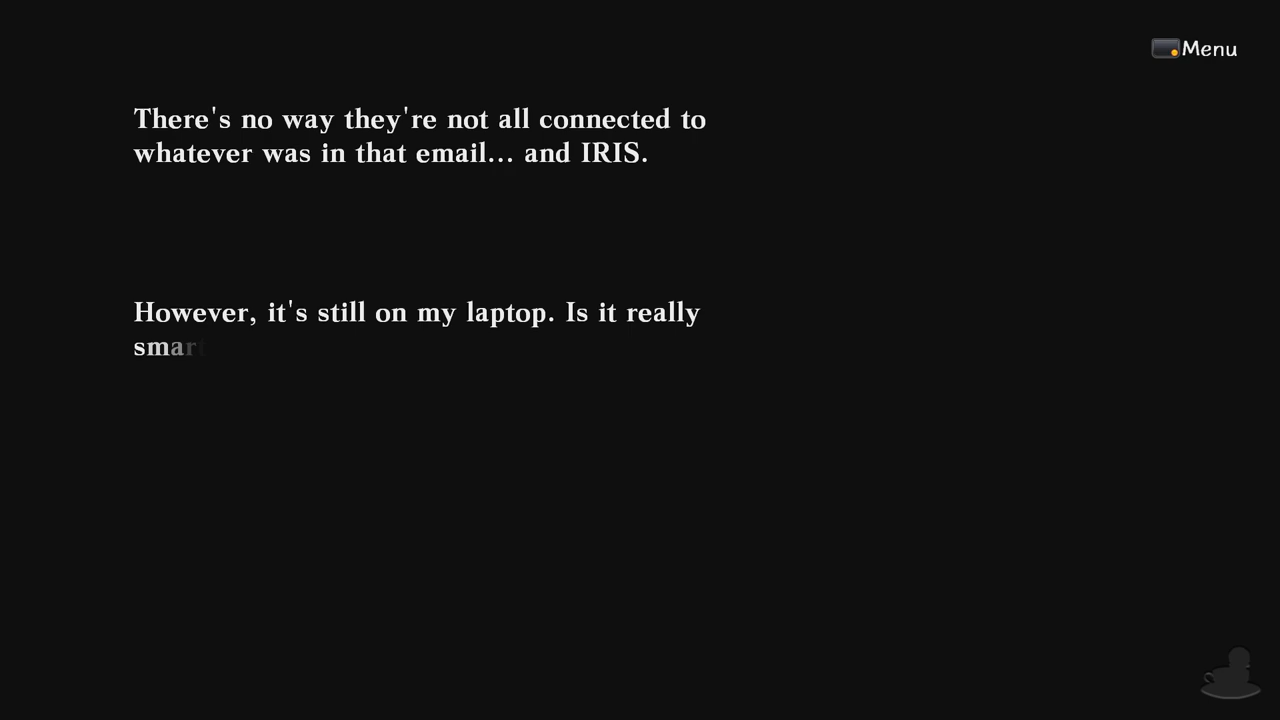 Menu
There's no way they're not all connected to
whatever was in that email... and IRIS.
However, it's still on my laptop. Is it really
smart